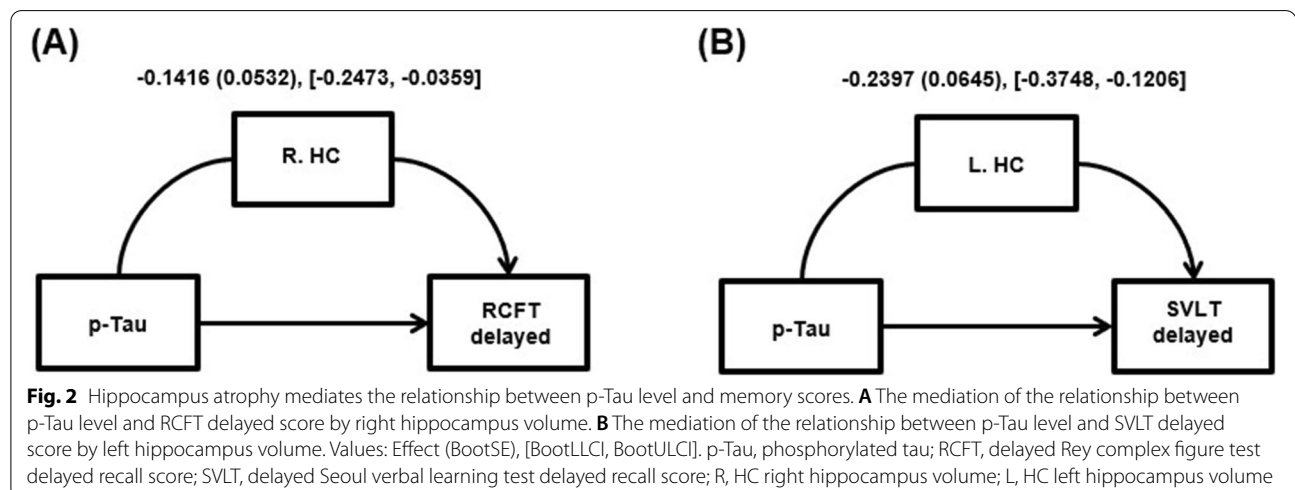 (A)
-0.1416 (0.0532), [-0.2473, -0.0359]
R. HC
p-Tau
RCFT
delayed
(B)
-0.2397 (0.0645), [-0.3748, -0.1206]
L. HC
p-Tau
SVLT
delayed
Fig. 2 Hippocampus atrophy mediates the relationship between p-Tau level and memory scores. A The mediation of the relationship between
p-Tau level and RCFT delayed score by right hippocampus volume. B The mediation of the relationship between p-Tau level and SVLT delayed
score by left hippocampus volume. Values: Effect (BootSE), [BootLLCI, BootULCI]. p-Tau, phosphorylated tau; RCFT, delayed Rey complex figure test
delayed recall score; SVLT, delayed Seoul verbal learning test delayed recall score; R, HC right hippocampus volume; L, HC left hippocampus volume